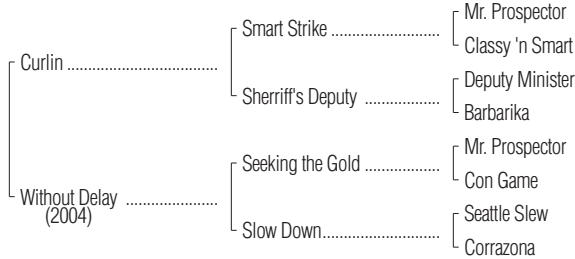 Mr. Prospector
Smart Strike ........................
Classy 'n Smart
Curlin .................................
Deputy Minister
Sherriff's Deputy ................
Barbarika
Mr. Prospector
Seeking the Gold ................
Con Game
Without Delay ....................
(2004)
Seattle Slew
Slow Down.........................
Corrazona